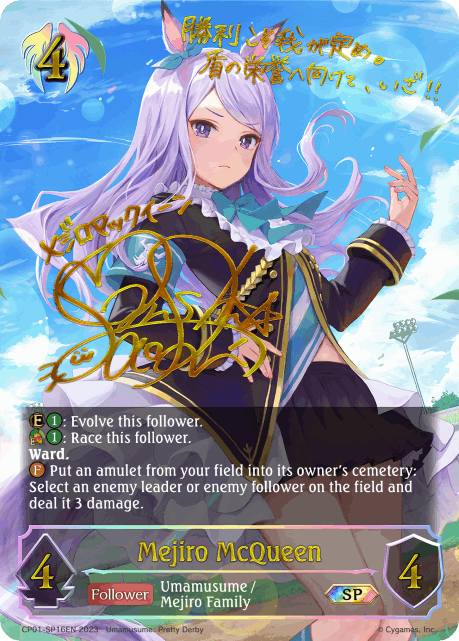 4
勝利こそ我が定め。
盾の栄誉へ向けて、いざ!!
メジロマックイーン
E 1: Evolve this follower.
1: Race this follower.
Ward.
F Put an amulet from your field into its owner's cemetery:
Select an enemy leader or enemy follower on the field and
deal it 3 damage.
Mejiro McQueen
4
Follower
Umamusume /
Mejiro Family
SP
4
CP01-SP16EN 2023 Umamusume: Pretty Derby
© Cygames, Inc.